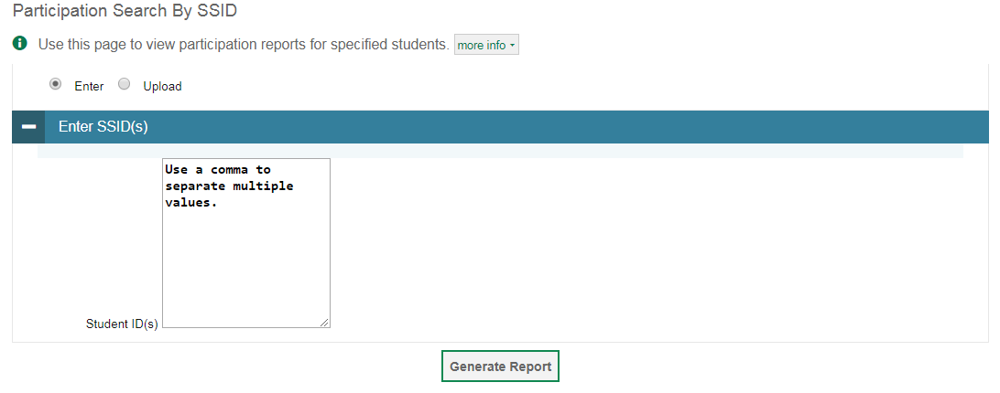 Participation Search By SSID
Use this page to view participation reports for specified students. more info
Enter Upload
Enter SSID(s)
Use a comma to
separate multiple
values.
Student ID(s)
Generate Report